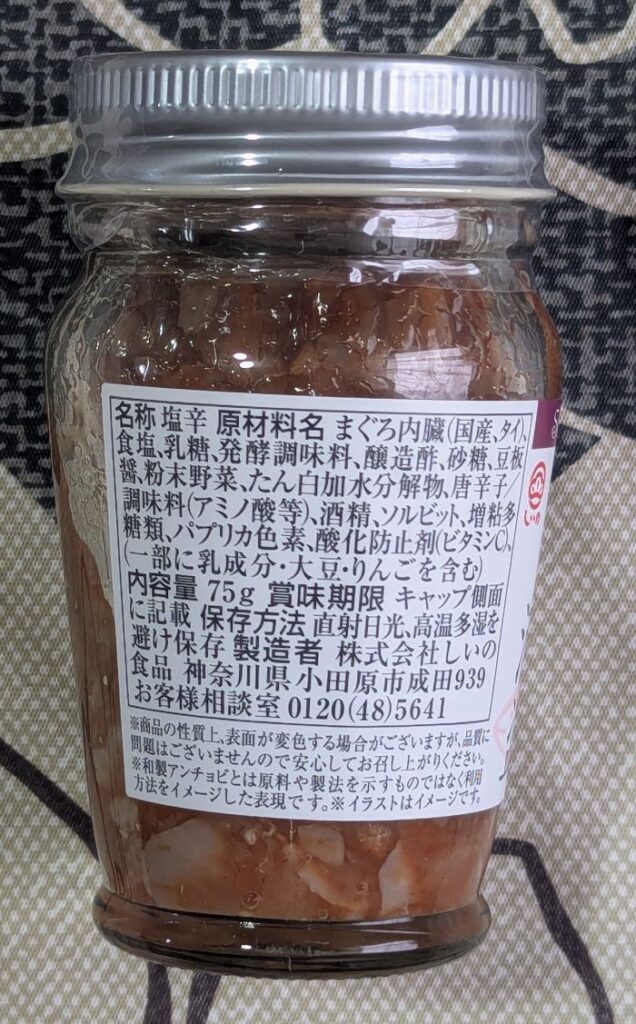 名称 塩辛 原材料名 まぐろ内臓(国産、タイ)、
食塩、乳糖、発酵調味料、醸造酢、砂糖、豆板
醤、粉末野菜、たん白加水分解物、唐辛子/
調味料(アミノ酸等)、酒精、ソルビット、増粘多
糖類、パプリカ色素、酸化防止剤(ビタミンC)、
(一部に乳成分・大豆・りんごを含む)
内容量 75g 賞味期限 キャップ側面
に記載 保存方法 直射日光、高温多湿を
避け保存 製造者 株式会社しいの
食品 神奈川県小田原市成田939
お客様相談室 0120(48)5641
※商品の性質上、表面が変色する場合がございますが、品質に
問題はございませんので安心してお召し上がりください。
※和製アンチョビとは原料や製法を示すものではなく利用
方法をイメージした表現です。※イラストはイメージです。
しいの